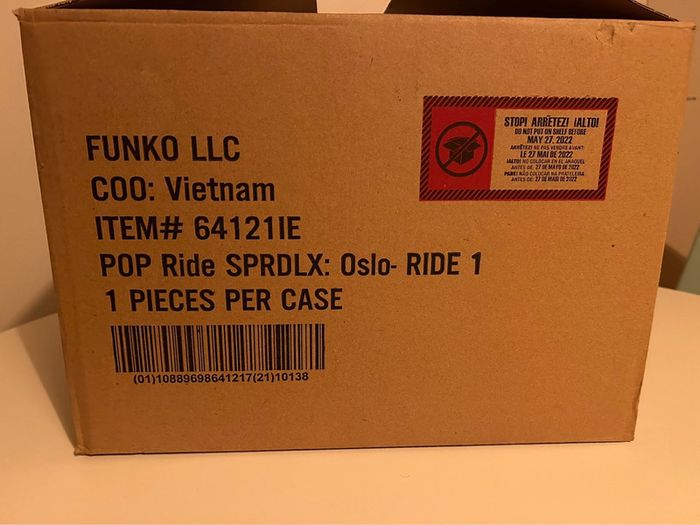 FUNKO LLC
COO: Vietnam
ITEM# 64121IE
POP Ride SPRDLX: Oslo- RIDE 1
1 PIECES PER CASE
(01)10889698641217(21)10138
STOP! ARRÊTEZ! ¡ALTO!
DO NOT PUT ON SHELF BEFORE
MAY 27, 2022
ARRÊTEZ! NE PAS VENDRE AVANT:
LE 27 MAI DE 2022
¡ALTO! NO COLOCAR EN EL ANAQUEL
ANTES DE: 27 DE MAYO DE 2022
PARE! NÃO COLOCAR NA PRATELEIRA
ANTES DE: 27 DE MAIO DE 2022